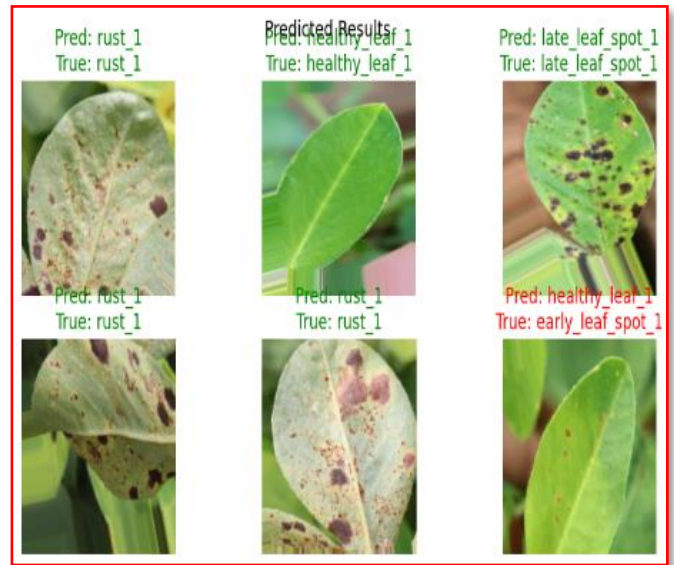 Predicted Results
Pred: rust_1
True: rust_1
Pred: healthy_leaf_1
True: healthy_leaf_1
Pred: late_leaf_spot_1
True: late_leaf_spot_1
Pred: rust_1
True: rust_1
Pred: rust_1
True: rust_1
Pred: healthy_leaf_1
True: early_leaf_spot_1